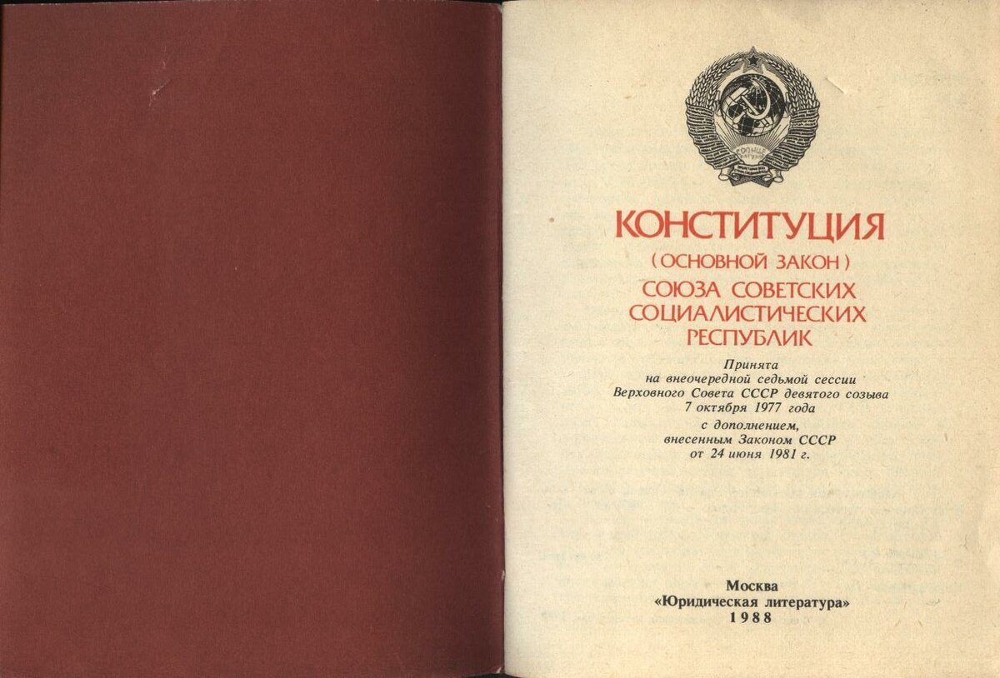 КОНСТИТУЦИЯ
(ОСНОВНОЙ ЗАКОН)
СОЮЗА СОВЕТСКИХ
СОЦИАЛИСТИЧЕСКИХ
РЕСПУБЛИК
Принята
на внеочередной седьмой сессии
Верховного Совета СССР девятого созыва
7 октября 1977 года
с дополнением,
внесенным Законом СССР
от 24 июня 1981 г.
Москва
«Юридическая литература»
1988